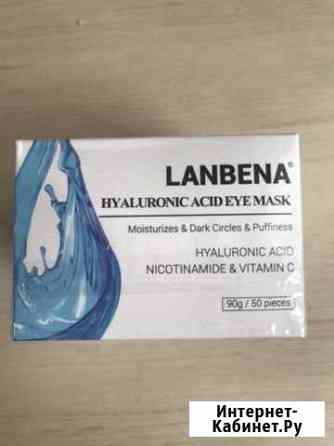 LANBENA®
HYALURONIC ACID EYE MASK
Moisturizes & Dark Circles & Puffiness
HYALURONIC ACID
NICOTINAMIDE & VITAMIN C
90g / 50 pieces
Интернет-
Кабинет.Ру